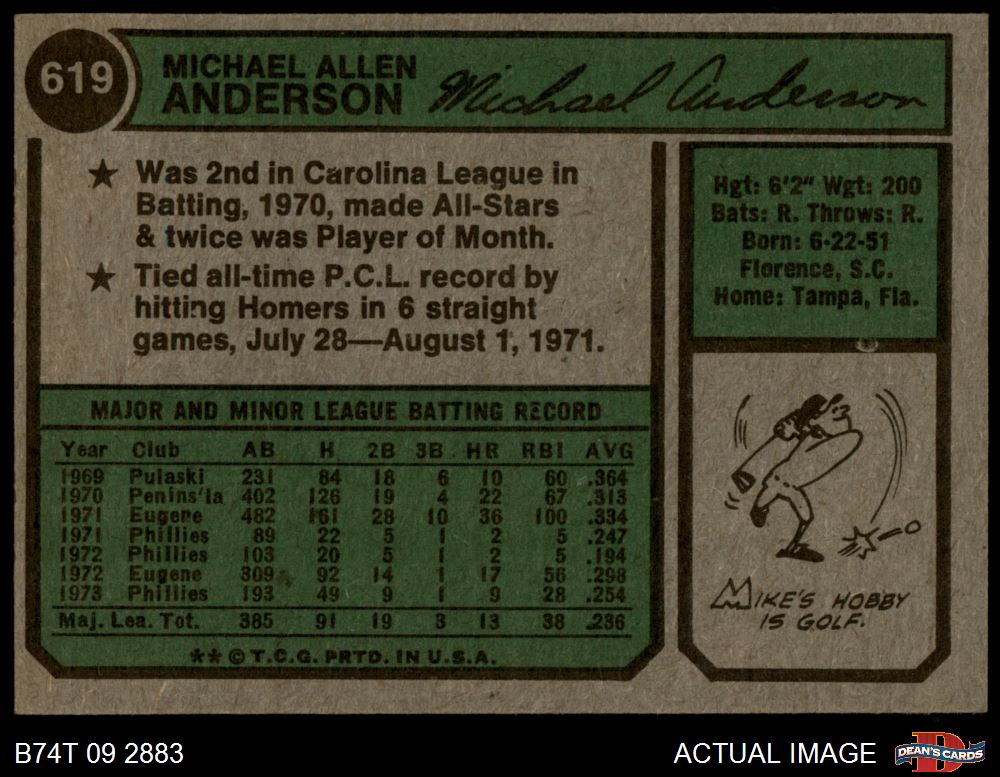 619
MICHAEL ALLEN
ANDERSON
Michael Anderson
★ Was 2nd in Carolina League in
Batting, 1970, made All-Stars
& twice was Player of Month.
★ Tied all-time P.C.L. record by
hitting Homers in 6 straight
games, July 28—August 1, 1971.
Hgt: 6'2" Wgt: 200
Bats: R. Throws: R.
Born: 6-22-51
Florence, S.C.
Home: Tampa, Fla.
MAJOR AND MINOR LEAGUE BATTING RECORD
Year Club AB H 2B 3B HR RBI AVG
1969 Pulaski 231 84 18 6 10 60 .364
1970 Penins'la 402 126 19 4 22 67 .313
1971 Eugene 482 161 28 10 36 100 .334
1971 Phillies 89 22 5 1 2 5 .247
1972 Phillies 103 20 5 1 2 5 .194
1972 Eugene 309 92 14 1 17 56 .298
1973 Phillies 193 49 9 1 9 28 .254
Maj. Lea. Tot. 385 91 19 3 13 38 .236
** © T.C.G. PRTD. IN U.S.A.
MIKE'S HOBBY
IS GOLF.
B74T 09 2883
ACTUAL IMAGE
D
DEAN'S CARDS